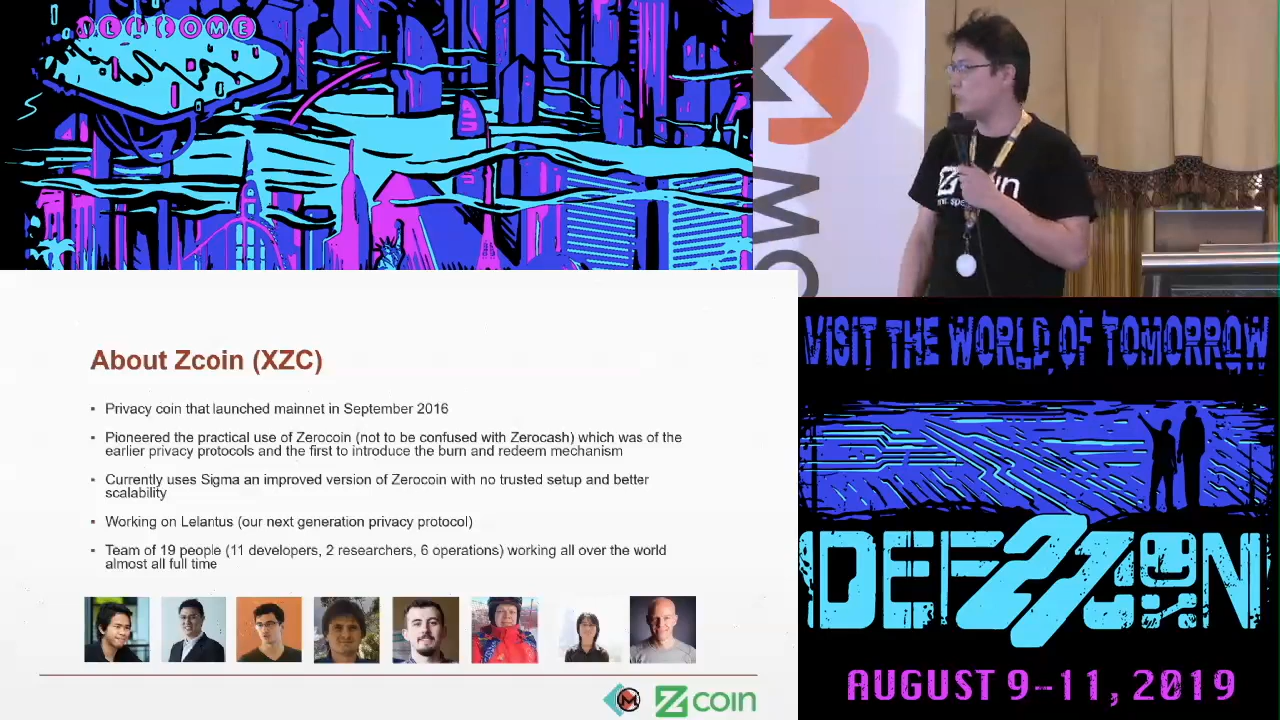 WELCOME
Zcoin
About Zcoin (XZC)
▪ Privacy coin that launched mainnet in September 2016
▪ Pioneered the practical use of Zerocoin (not to be confused with Zerocash) which was of the
earlier privacy protocols and the first to introduce the burn and redeem mechanism
▪ Currently uses Sigma an improved version of Zerocoin with no trusted setup and better
scalability
▪ Working on Lelantus (our next generation privacy protocol)
▪ Team of 19 people (11 developers, 2 researchers, 6 operations) working all over the world
almost all full time
Zcoin
VISIT THE WORLD OF TOMORROW
DEF 27 CON
AUGUST 9-11, 2019